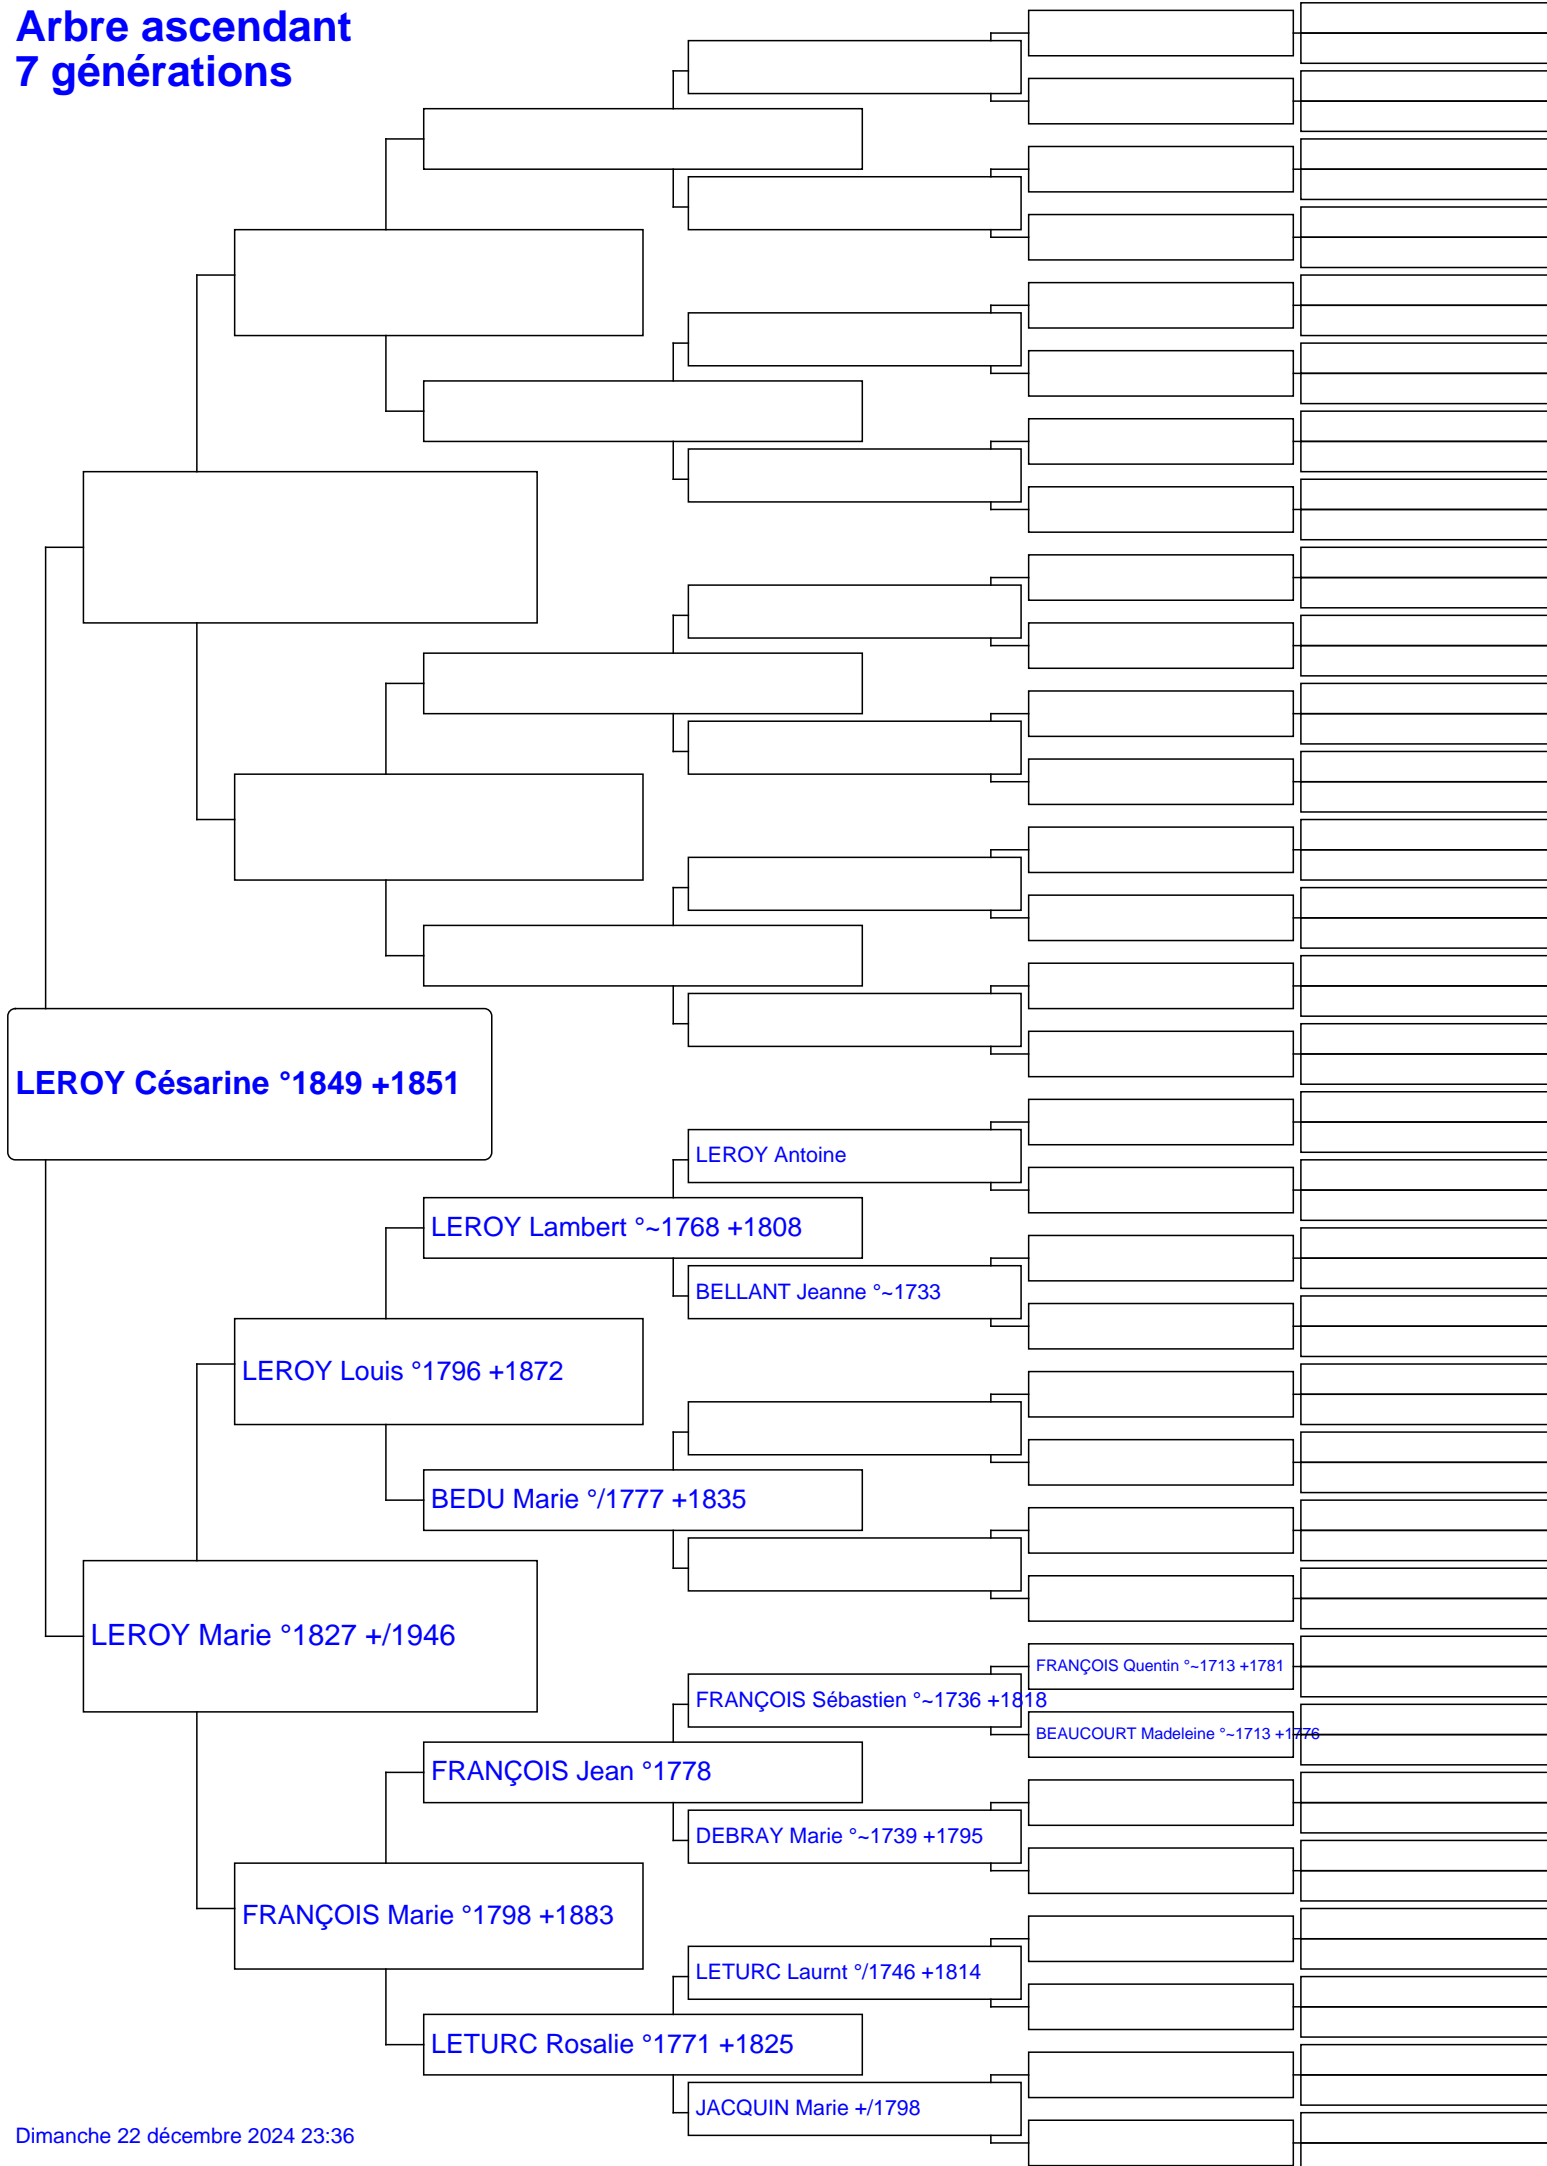 Arbre ascendant
7 générations
LEROY Césarine °1849 +1851
LEROY Antoine
LEROY Lambert °~1768 +1808
BELLANT Jeanne °~1733
LEROY Louis °1796 +1872
BEDU Marie °/1777 +1835
LEROY Marie °1827 +/1946
FRANÇOIS Quentin °~1713 +1781
FRANÇOIS Sébastien °~1736 +1818
BEAUCOURT Madeleine °~1713 +1776
FRANÇOIS Jean °1778
DEBRAY Marie °~1739 +1795
FRANÇOIS Marie °1798 +1883
LETURC Laurnt °/1746 +1814
LETURC Rosalie °1771 +1825
JACQUIN Marie +/1798
Dimanche 22 décembre 2024 23:36